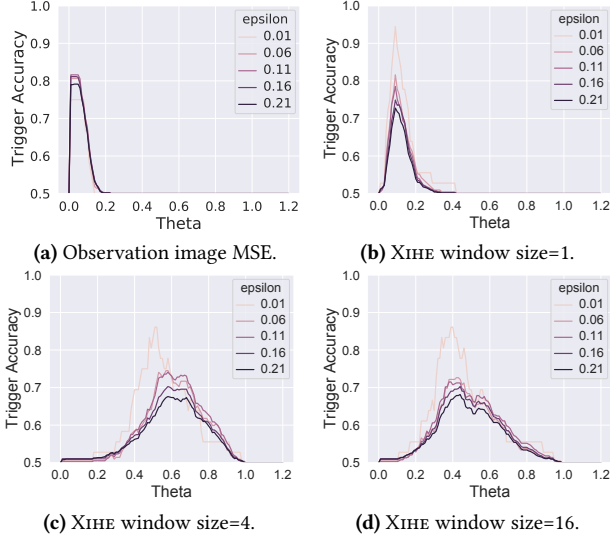 1.0
0.9
0.8
0.7
0.6
0.5
Trigger Accuracy
0.0 0.2 0.4 0.6 0.8 1.0 1.2
Theta
epsilon
0.01
0.06
0.11
0.16
0.21
(a) Observation image MSE.
1.0
0.9
0.8
0.7
0.6
0.5
Trigger Accuracy
0.0 0.2 0.4 0.6 0.8 1.0 1.2
Theta
epsilon
0.01
0.06
0.11
0.16
0.21
(b) XIHE window size=1.
1.0
0.9
0.8
0.7
0.6
0.5
Trigger Accuracy
0.0 0.2 0.4 0.6 0.8 1.0 1.2
Theta
epsilon
0.01
0.06
0.11
0.16
0.21
(c) XIHE window size=4.
1.0
0.9
0.8
0.7
0.6
0.5
Trigger Accuracy
0.0 0.2 0.4 0.6 0.8 1.0 1.2
Theta
epsilon
0.01
0.06
0.11
0.16
0.21
(d) XIHE window size=16.